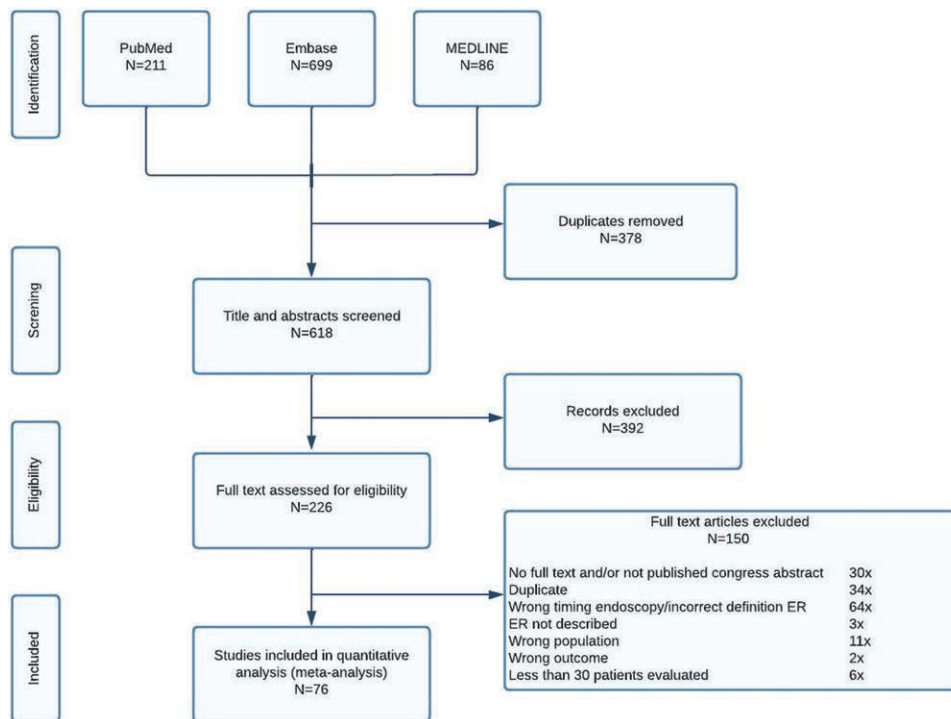 Identification
PubMed
N=211
Embase
N=699
MEDLINE
N=86
Duplicates removed
N=378
Screening
Title and abstracts screened
N=618
Records excluded
N=392
Eligibility
Full text assessed for eligibility
N=226
Full text articles excluded
N=150
No full text and/or not published congress abstract 30x
Duplicate 34x
Wrong timing endoscopy/incorrect definition ER 64x
ER not described 3x
Wrong population 11x
Wrong outcome 2x
Less than 30 patients evaluated 6x
Included
Studies included in quantitative
analysis (meta-analysis)
N=76